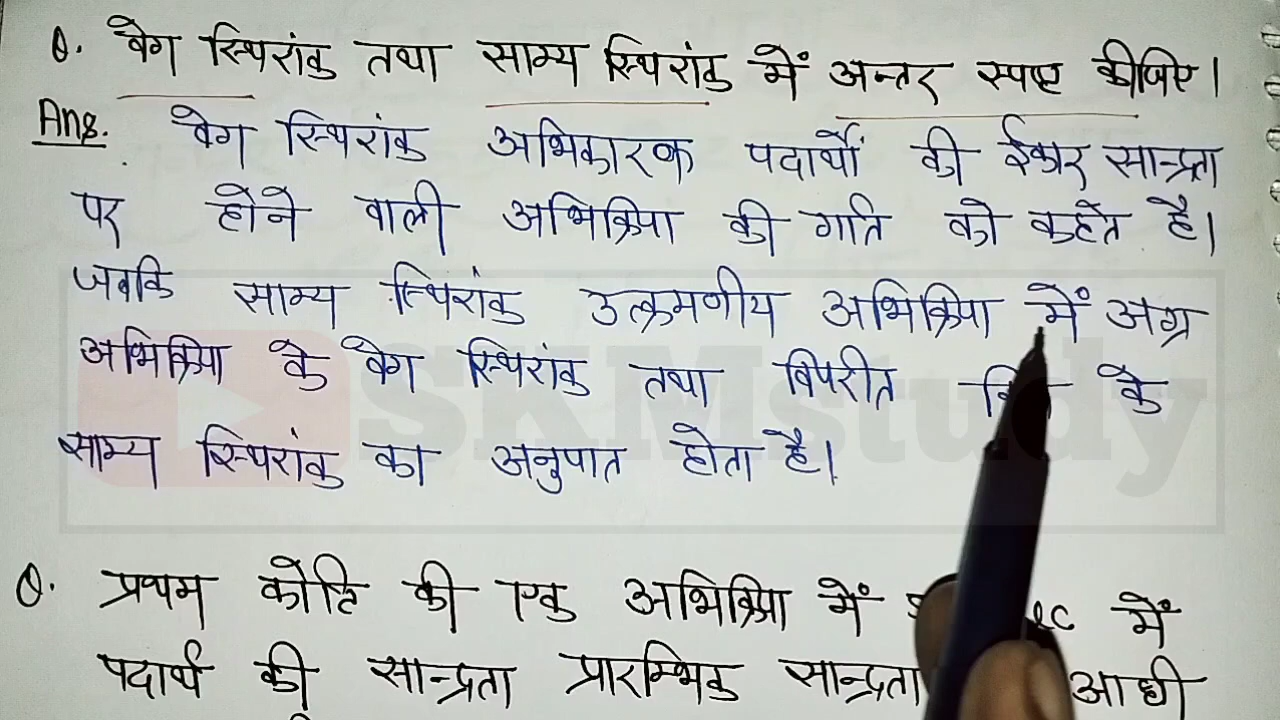 Q. वेग स्थिरांक तथा साम्य स्थिरांक में अन्तर स्पष्ट कीजिए।
Ans. वेग स्थिरांक अभिकारक पदार्थों की ईकार सान्द्रता
पर होने वाली अभिक्रिया की गति को कहते है।
जबकि साम्य स्थिरांक उत्क्रमणीय अभिक्रिया में अग्र
अभिक्रिया के वेग स्थिरांक तथा विपरीत के
साम्य स्थिरांक का अनुपात होता है।
SKMstudy
Q. प्रथम कोटि की एक अभिक्रिया में में
पदार्थ की सान्द्रता प्रारम्भिक सान्द्रता आधी